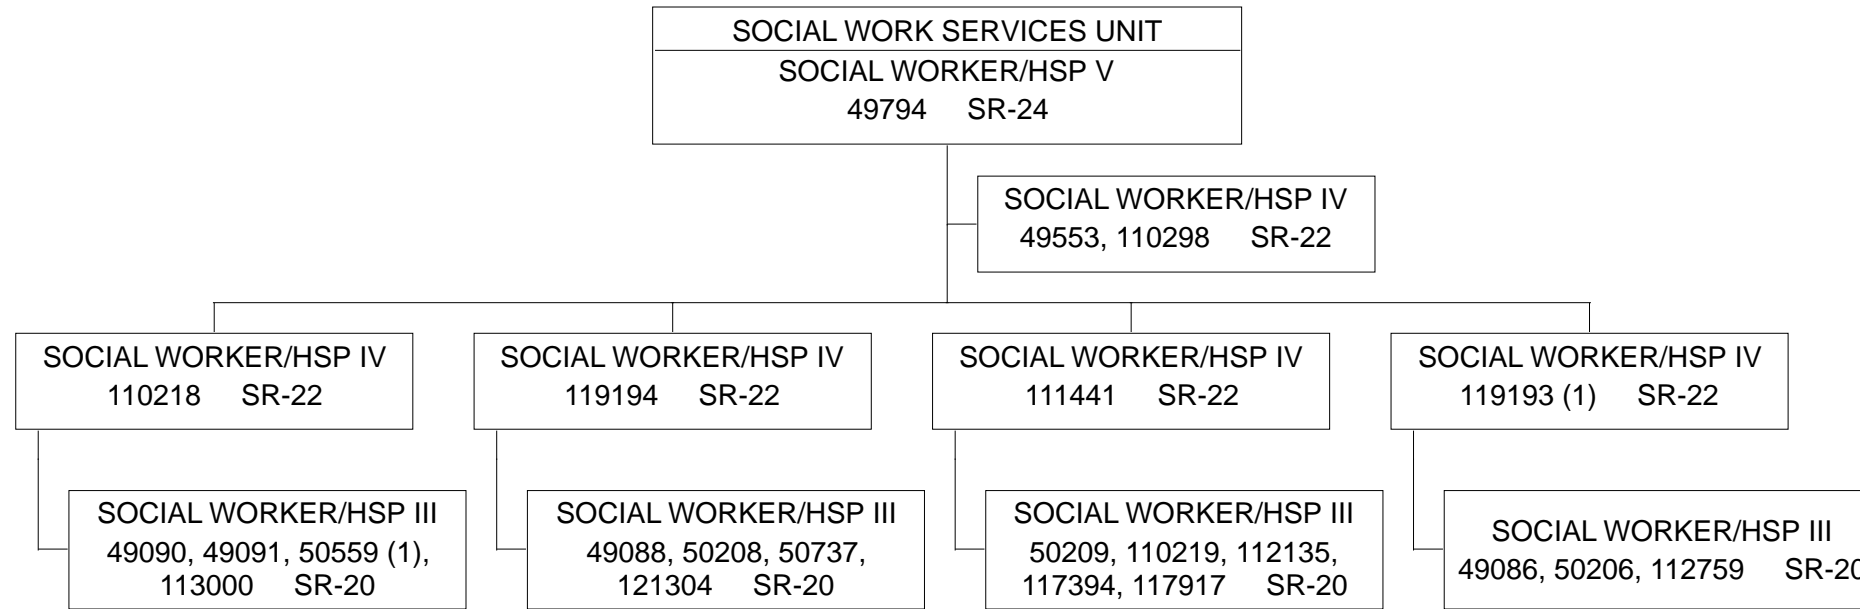 SOCIAL WORK SERVICES UNIT
SOCIAL WORKER/HSP V
49794 SR-24
SOCIAL WORKER/HSP IV
49553, 110298 SR-22
SOCIAL WORKER/HSP IV
110218 SR-22
SOCIAL WORKER/HSP IV
119194 SR-22
SOCIAL WORKER/HSP IV
111441 SR-22
SOCIAL WORKER/HSP IV
119193 (1) SR-22
SOCIAL WORKER/HSP III
49090, 49091, 50559 (1),
113000 SR-20
SOCIAL WORKER/HSP III
49088, 50208, 50737,
121304 SR-20
SOCIAL WORKER/HSP III
50209, 110219, 112135,
117394, 117917 SR-20
SOCIAL WORKER/HSP III
49086, 50206, 112759 SR-20